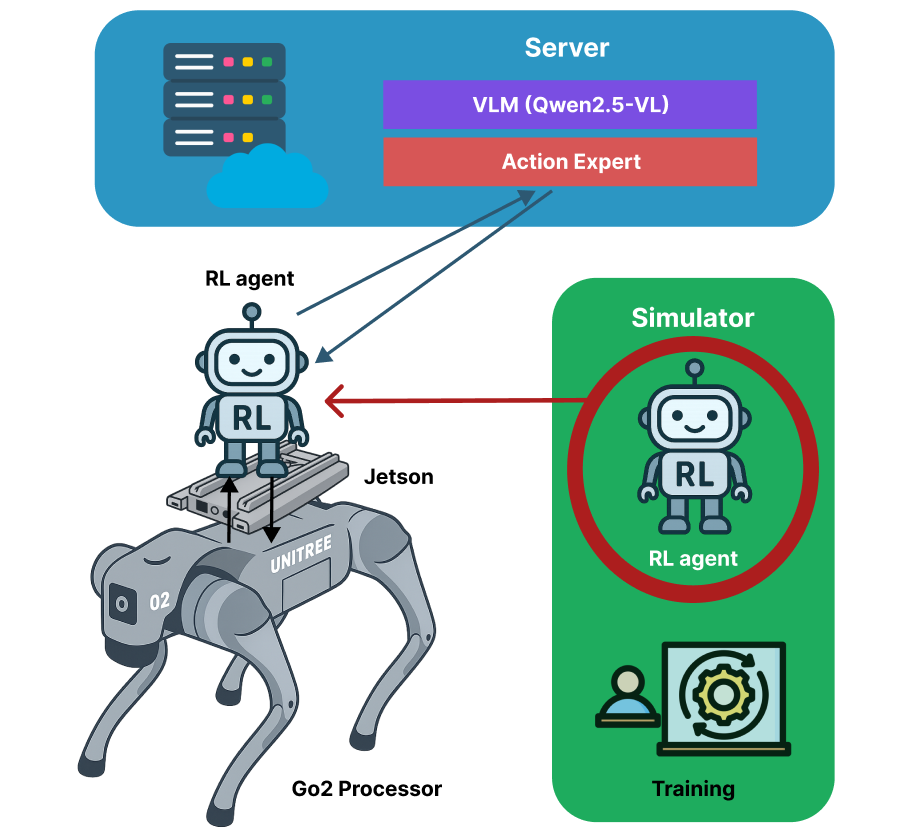 Server
VLM (Qwen2.5-VL)
Action Expert
RL agent
Simulator
RL
RL
Jetson
UNITREE
RL agent
02
Go2 Processor
Training